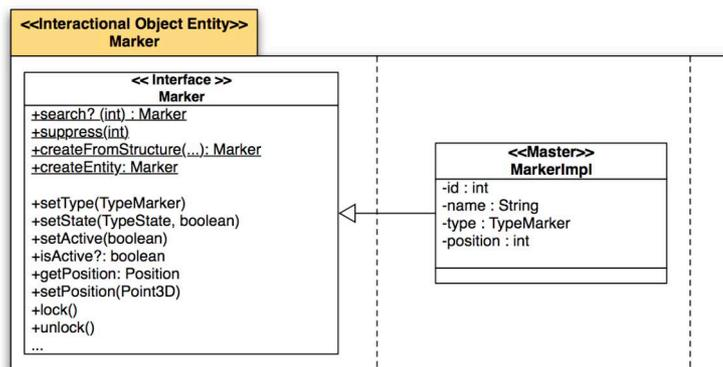 <<Interactional Object Entity>>
Marker
<< Interface >>
Marker
+search? (int) : Marker
+suppress(int)
+createFromStructure(...): Marker
+createEntity: Marker
+setType(TypeMarker)
+setState(TypeState, boolean)
+setActive(boolean)
+isActive?: boolean
+getPosition: Position
+setPosition(Point3D)
+lock()
+unlock()
...
<<Master>>
MarkerImpl
-id : int
-name : String
-type : TypeMarker
-position : int